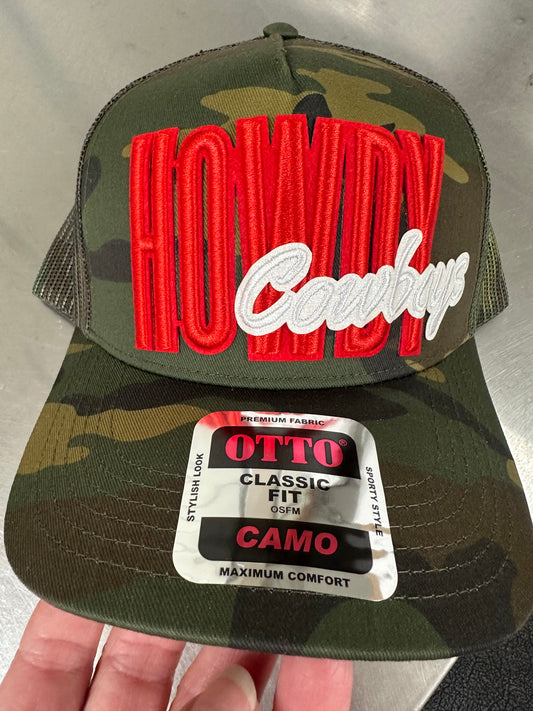 HOWDY
Cowboys
PREMIUM FABRIC
OTTO®
STYLISH LOOK
CLASSIC
FIT
OSFM
SPORTY STYLE
CAMO
MAXIMUM COMFORT